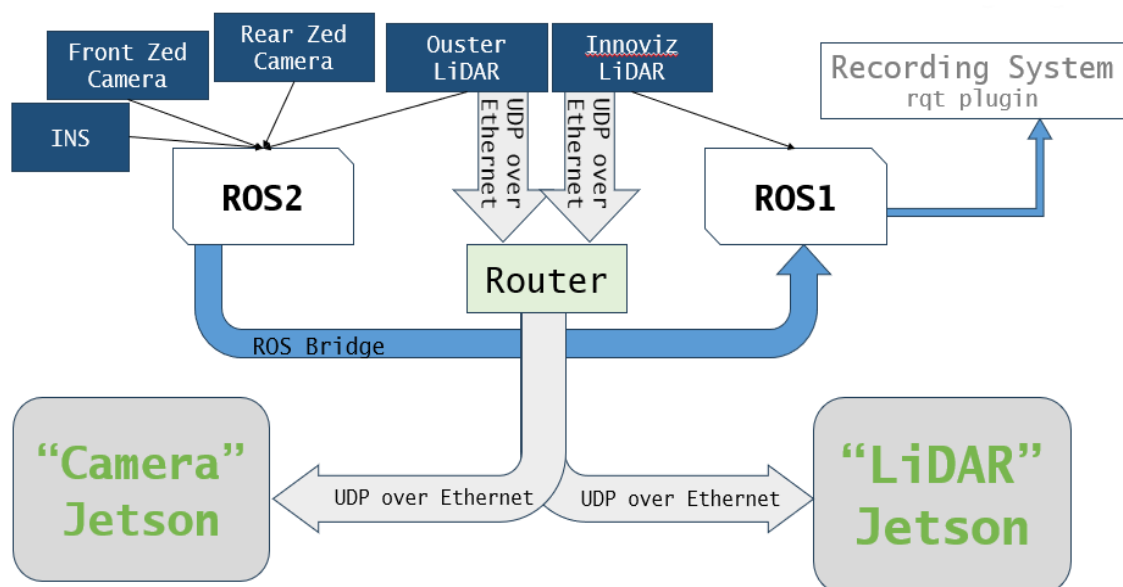 Front Zed
Camera
Rear Zed
Camera
Ouster
LiDAR
Innoviz
LiDAR
Recording System
rqt plugin
INS
UDP over
Ethernet
UDP over
Ethernet
ROS2
ROS1
Router
ROS Bridge
“Camera”
Jetson
UDP over Ethernet
UDP over Ethernet
“LiDAR”
Jetson